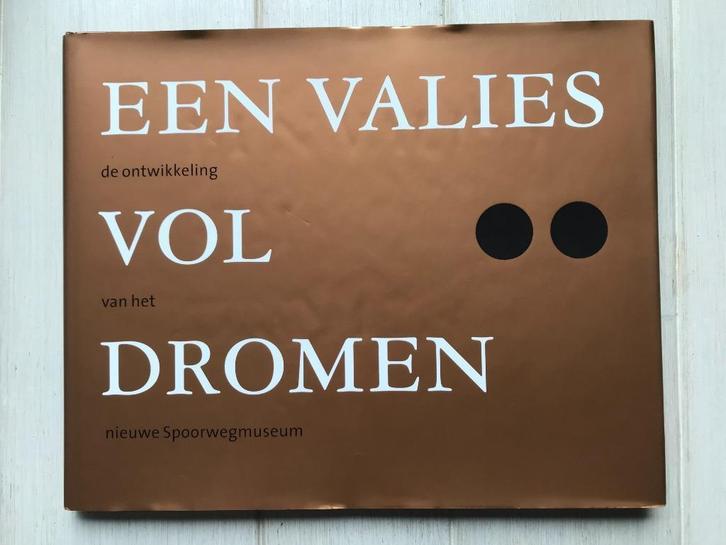 EEN VALIES
de ontwikkeling
VOL
van het
DROMEN
nieuwe Spoorwegmuseum